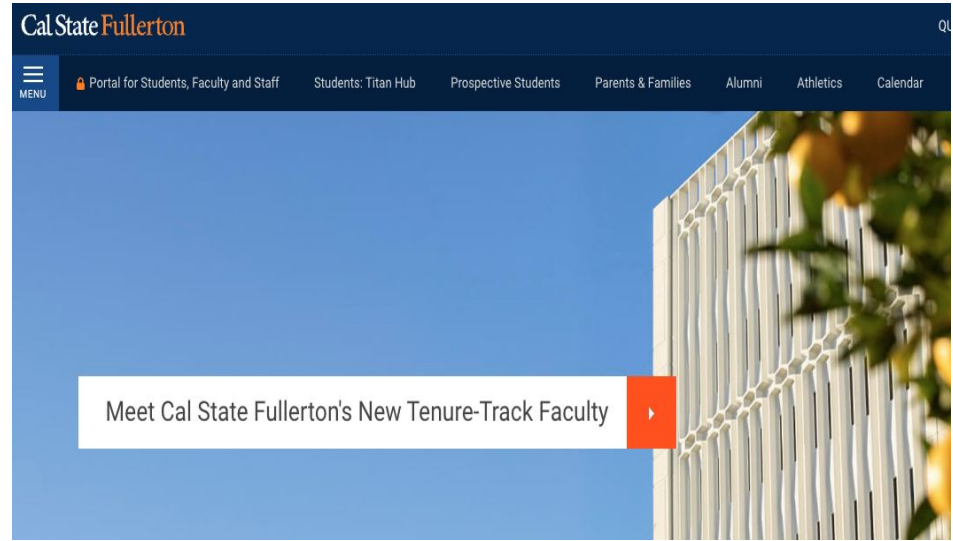 Cal State Fullerton
QU
MENU
Portal for Students, Faculty and Staff Students: Titan Hub Prospective Students Parents & Families Alumni Athletics Calendar
Meet Cal State Fullerton's New Tenure-Track Faculty